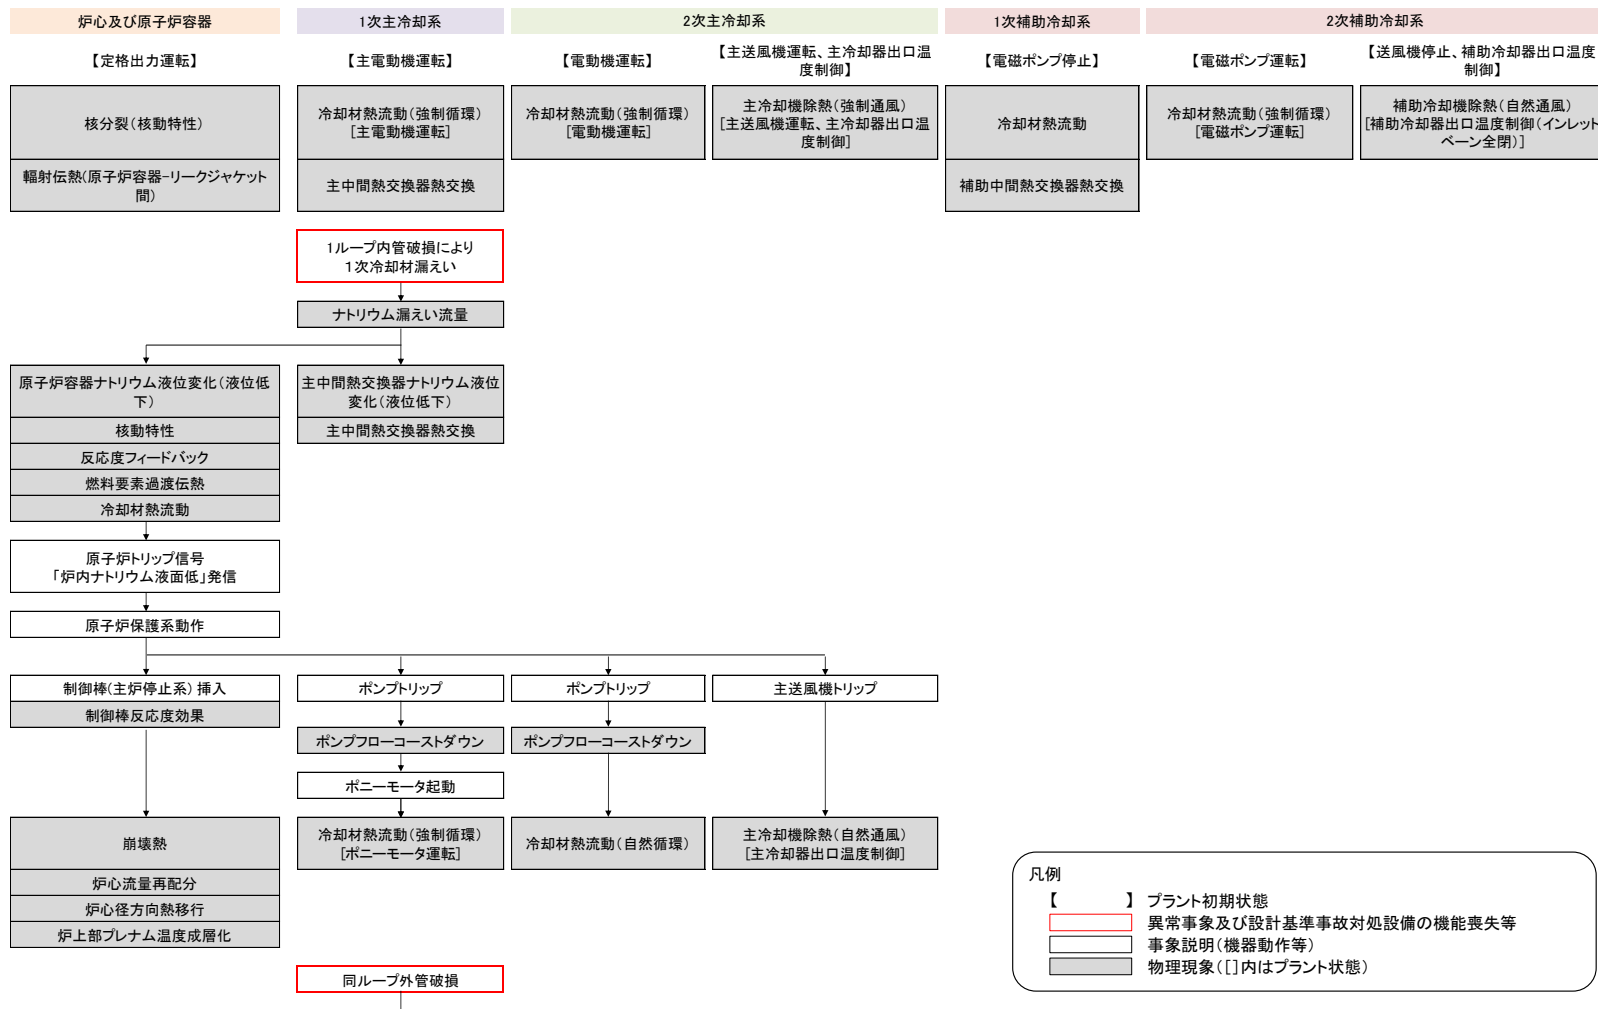 炉心及び原子炉容器
1次主冷却系
2次主冷却系
1次補助冷却系
2次補助冷却系
【定格出力運転】
【主電動機運転】
【電動機運転】
【主送風機運転、主冷却器出口温
度制御】
【電磁ポンプ停止】
【電磁ポンプ運転】
【送風機停止、補助冷却器出口温度
制御】
核分裂(核動特性)
冷却材熱流動(強制循環)
[主電動機運転]
冷却材熱流動(強制循環)
[電動機運転]
主冷却機除熱(強制通風)
[主送風機運転、主冷却器出口温
度制御]
冷却材熱流動
冷却材熱流動(強制循環)
[電磁ポンプ運転]
補助冷却機除熱(自然通風)
[補助冷却器出口温度制御(インレット
ベーン全閉)]
輻射伝熱(原子炉容器-リークジャケット
間)
主中間熱交換器熱交換
補助中間熱交換器熱交換
1ループ内管破損により
1次冷却材漏えい
ナトリウム漏えい流量
原子炉容器ナトリウム液位変化(液位低
下)
主中間熱交換器ナトリウム液位
変化(液位低下)
核動特性
主中間熱交換器熱交換
反応度フィードバック
燃料要素過渡伝熱
冷却材熱流動
原子炉トリップ信号
「炉内ナトリウム液面低」発信
原子炉保護系動作
制御棒(主炉停止系) 挿入
ポンプトリップ
ポンプトリップ
主送風機トリップ
制御棒反応度効果
ポンプフローコーストダウン
ポンプフローコーストダウン
ポニーモータ起動
崩壊熱
冷却材熱流動(強制循環)
[ポニーモータ運転]
冷却材熱流動(自然循環)
主冷却機除熱(自然通風)
[主冷却器出口温度制御]
炉心流量再配分
炉心径方向熱移行
炉上部プレナム温度成層化
同ループ外管破損
凡例
【 】 プラント初期状態
異常事象及び設計基準事故対処設備の機能喪失等
事象説明(機器動作等)
物理現象([]内はプラント状態)